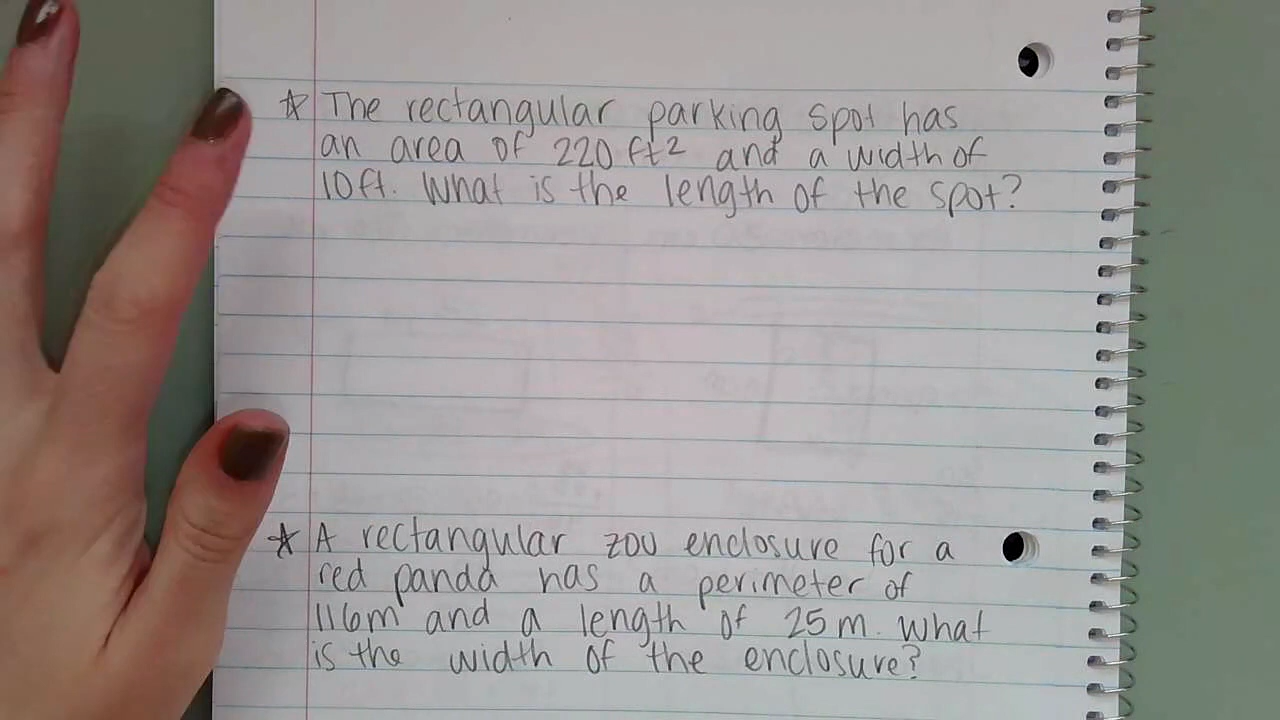 ☆ The rectangular parking spot has
an area of 220 ft² and a width of
10ft. What is the length of the spot?
☆ A rectangular zoo enclosure for a
red panda has a perimeter of
116m and a length of 25m. What
is the width of the enclosure?